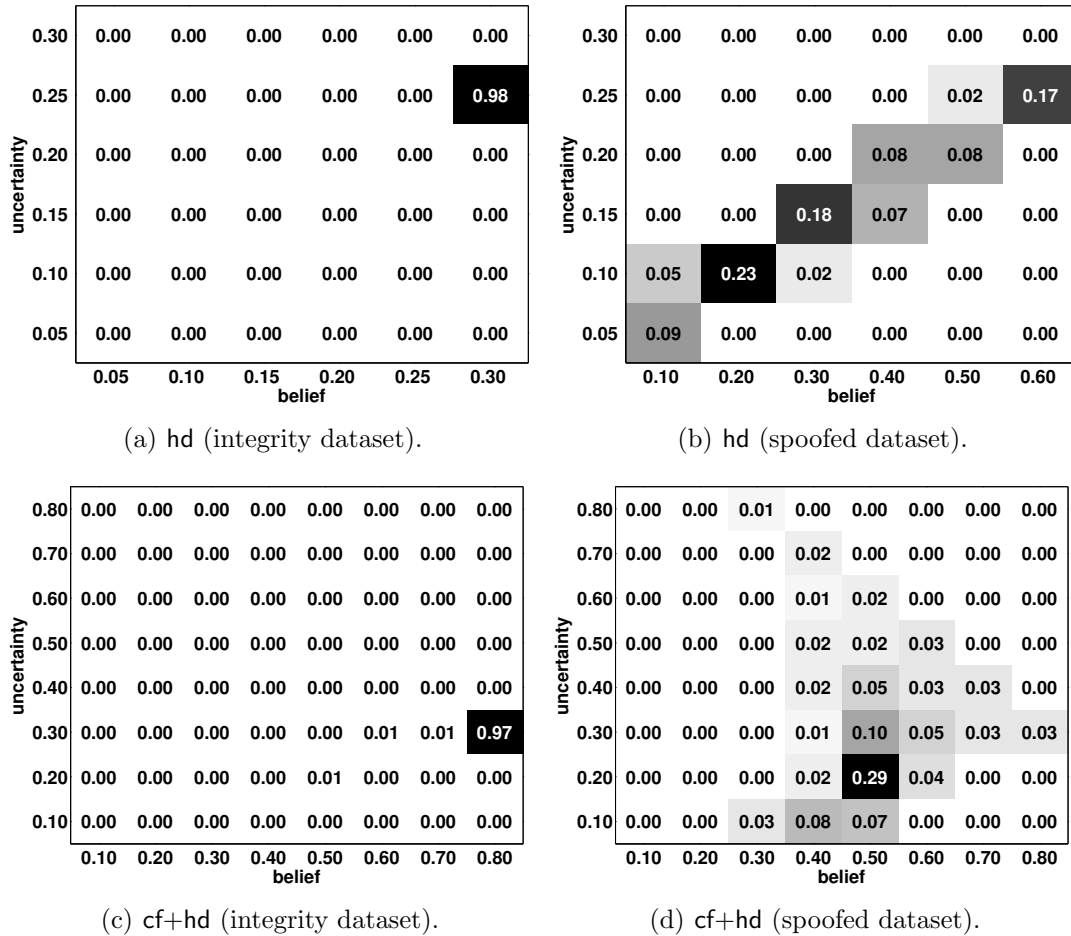 0.30 0.00 0.00 0.00 0.00 0.00 0.00
0.25 0.00 0.00 0.00 0.00 0.00 0.98
0.20 0.00 0.00 0.00 0.00 0.00 0.00
0.15 0.00 0.00 0.00 0.00 0.00 0.00
0.10 0.00 0.00 0.00 0.00 0.00 0.00
0.05 0.00 0.00 0.00 0.00 0.00 0.00
uncertainty
0.05 0.10 0.15 0.20 0.25 0.30
belief
(a) hd (integrity dataset).
0.30 0.00 0.00 0.00 0.00 0.00 0.00
0.25 0.00 0.00 0.00 0.00 0.02 0.17
0.20 0.00 0.00 0.00 0.08 0.08 0.00
0.15 0.00 0.00 0.18 0.07 0.00 0.00
0.10 0.05 0.23 0.02 0.00 0.00 0.00
0.05 0.09 0.00 0.00 0.00 0.00 0.00
uncertainty
0.10 0.20 0.30 0.40 0.50 0.60
belief
(b) hd (spoofed dataset).
0.80 0.00 0.00 0.00 0.00 0.00 0.00 0.00 0.00
0.70 0.00 0.00 0.00 0.00 0.00 0.00 0.00 0.00
0.60 0.00 0.00 0.00 0.00 0.00 0.00 0.00 0.00
0.50 0.00 0.00 0.00 0.00 0.00 0.00 0.00 0.00
0.40 0.00 0.00 0.00 0.00 0.00 0.00 0.00 0.00
0.30 0.00 0.00 0.00 0.00 0.00 0.01 0.01 0.97
0.20 0.00 0.00 0.00 0.00 0.01 0.00 0.00 0.00
0.10 0.00 0.00 0.00 0.00 0.00 0.00 0.00 0.00
uncertainty
0.10 0.20 0.30 0.40 0.50 0.60 0.70 0.80
belief
(c) cf+hd (integrity dataset).
0.80 0.00 0.00 0.01 0.00 0.00 0.00 0.00 0.00
0.70 0.00 0.00 0.00 0.02 0.00 0.00 0.00 0.00
0.60 0.00 0.00 0.00 0.01 0.02 0.00 0.00 0.00
0.50 0.00 0.00 0.00 0.02 0.02 0.03 0.00 0.00
0.40 0.00 0.00 0.00 0.02 0.05 0.03 0.03 0.00
0.30 0.00 0.00 0.00 0.01 0.10 0.05 0.03 0.03
0.20 0.00 0.00 0.00 0.02 0.29 0.04 0.00 0.00
0.10 0.00 0.00 0.03 0.08 0.07 0.00 0.00 0.00
uncertainty
0.10 0.20 0.30 0.40 0.50 0.60 0.70 0.80
belief
(d) cf+hd (spoofed dataset).